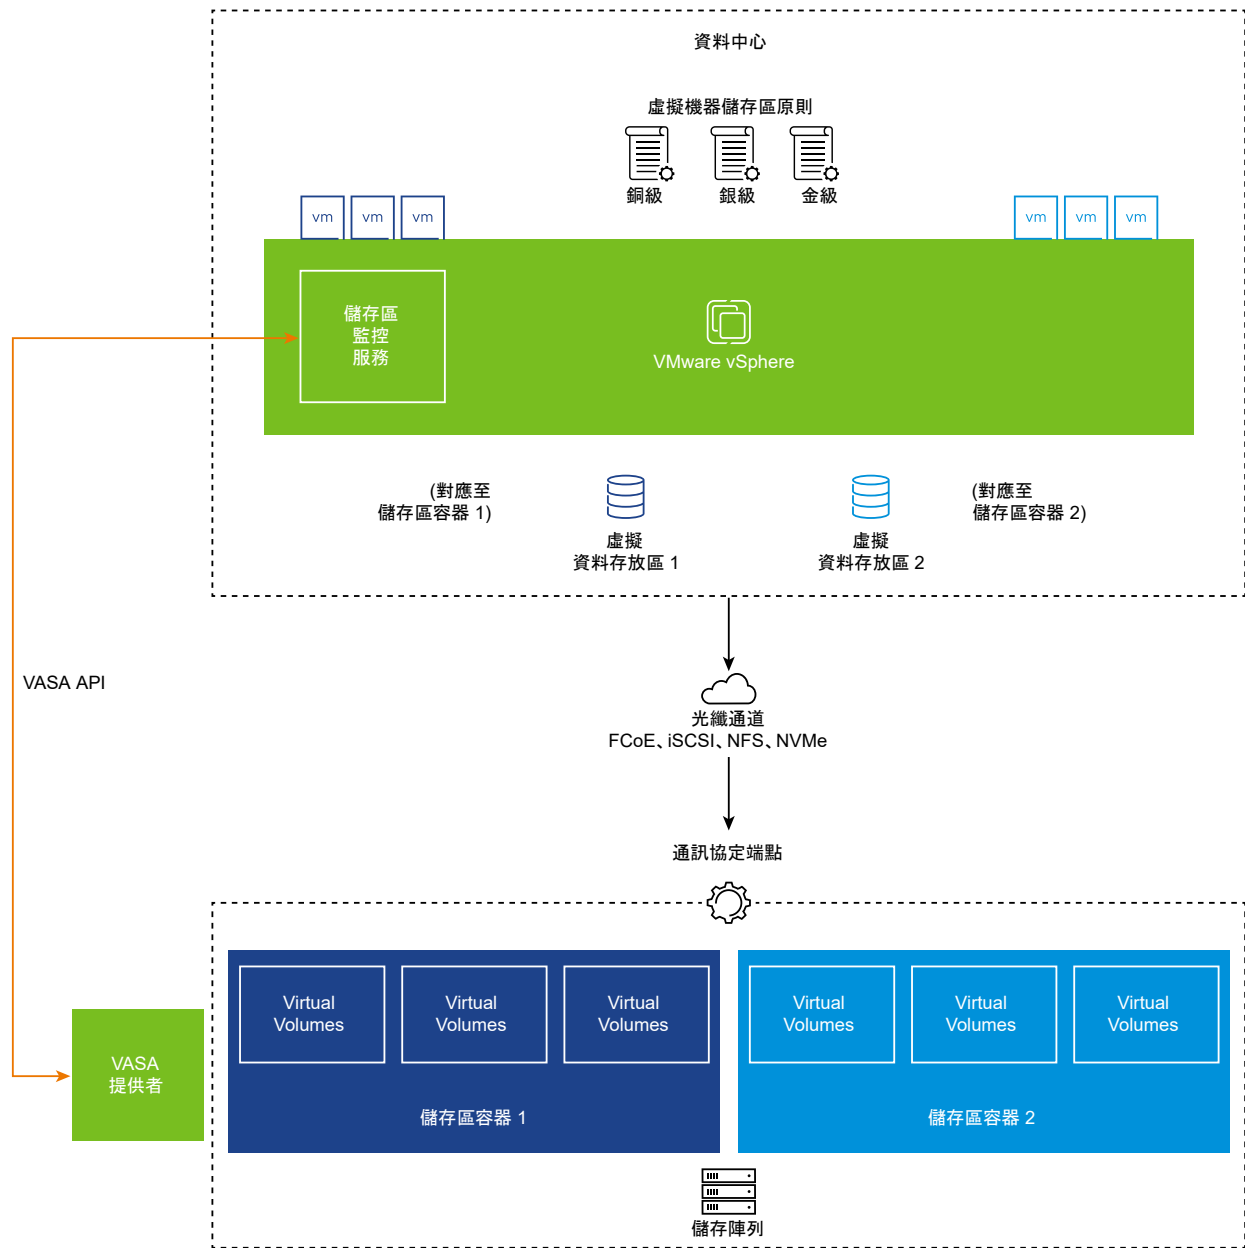 資料中心
虛擬機器儲存區原則
銅級
銀級
金級
vm
vm
vm
vm
vm
vm
儲存區
監控
服務
VMware vSphere
(對應至
儲存區容器 1)
虛擬
資料存放區 1
虛擬
資料存放區 2
(對應至
儲存區容器 2)
VASA API
光纖通道
FCoE、iSCSI、NFS、NVMe
通訊協定端點
Virtual
Volumes
Virtual
Volumes
Virtual
Volumes
Virtual
Volumes
Virtual
Volumes
Virtual
Volumes
VASA
提供者
儲存區容器 1
儲存區容器 2
儲存陣列